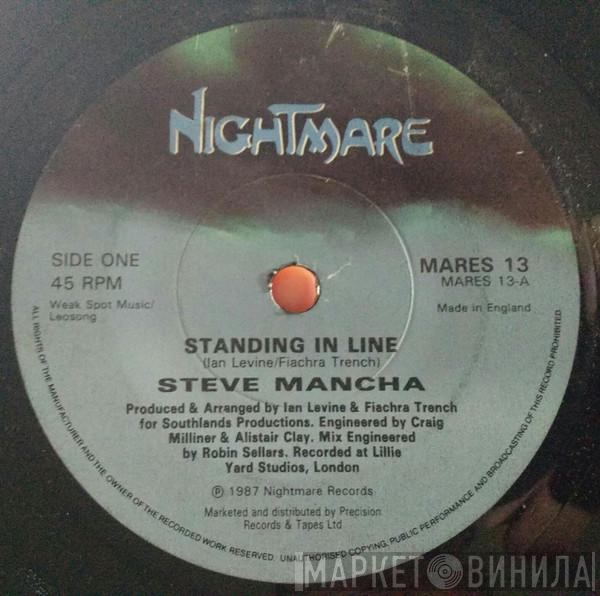 NIGHTMARE
SIDE ONE
45 RPM
Weak Spot Music/
Leosong
MARES 13
MARES 13-A
Made in England
STANDING IN LINE
(Ian Levine/Fiachra Trench)
STEVE MANCHA
Produced & Arranged by Ian Levine & Fiachra Trench
for Southlands Productions. Engineered by Craig
Milliner & Alistair Clay. Mix Engineered
by Robin Sellars. Recorded at Lillie
Yard Studios, London
℗ 1987 Nightmare Records
Marketed and distributed by Precision
Records & Tapes Ltd
ALL RIGHTS OF THE MANUFACTURER AND THE OWNER OF THE RECORDED WORK RESERVED. UNAUTHORISED COPYING, PUBLIC PERFORMANCE AND BROADCASTING OF THIS RECORD PROHIBITED.
МАРКЕТ ВИНИЛА